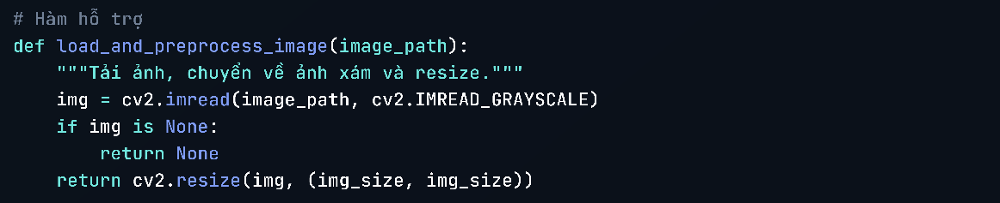 # Hàm hỗ trợ
def load_and_preprocess_image(image_path):
    """Tải ảnh, chuyển về ảnh xám và resize."""
    img = cv2.imread(image_path, cv2.IMREAD_GRAYSCALE)
    if img is None:
        return None
    return cv2.resize(img, (img_size, img_size))